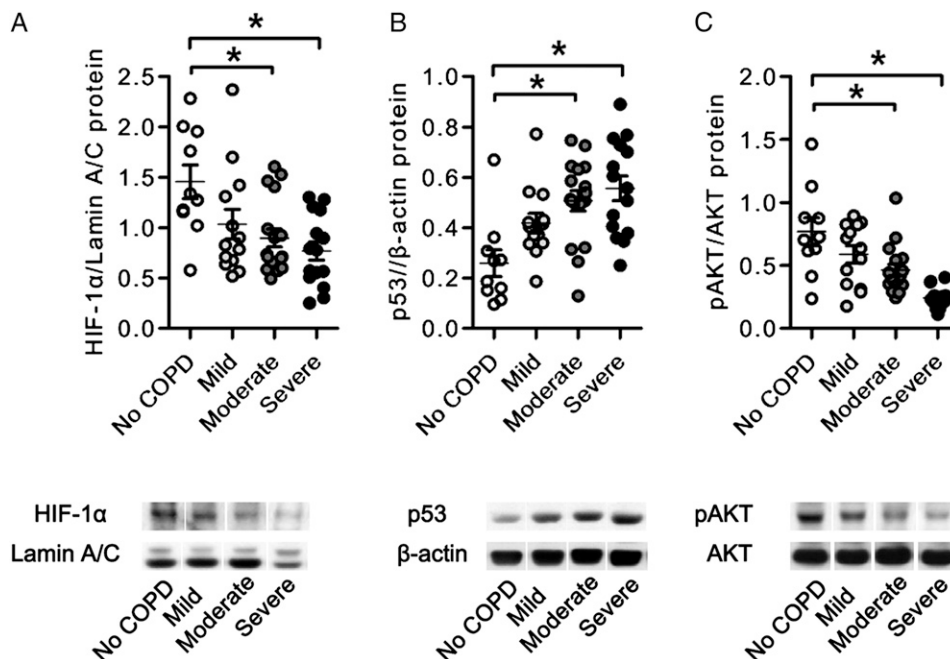 A
HIF-1α/Lamin A/C protein
*
*
2.5
2.0
1.5
1.0
0.5
0.0
No COPD
Mild
Moderate
Severe
HIF-1α
Lamin A/C
No COPD
Mild
Moderate
Severe
B
p53//β-actin protein
*
*
1.0
0.8
0.6
0.4
0.2
0.0
No COPD
Mild
Moderate
Severe
p53
β-actin
No COPD
Mild
Moderate
Severe
C
pAKT/AKT protein
*
*
2.0
1.5
1.0
0.5
0.0
No COPD
Mild
Moderate
Severe
pAKT
AKT
No COPD
Mild
Moderate
Severe